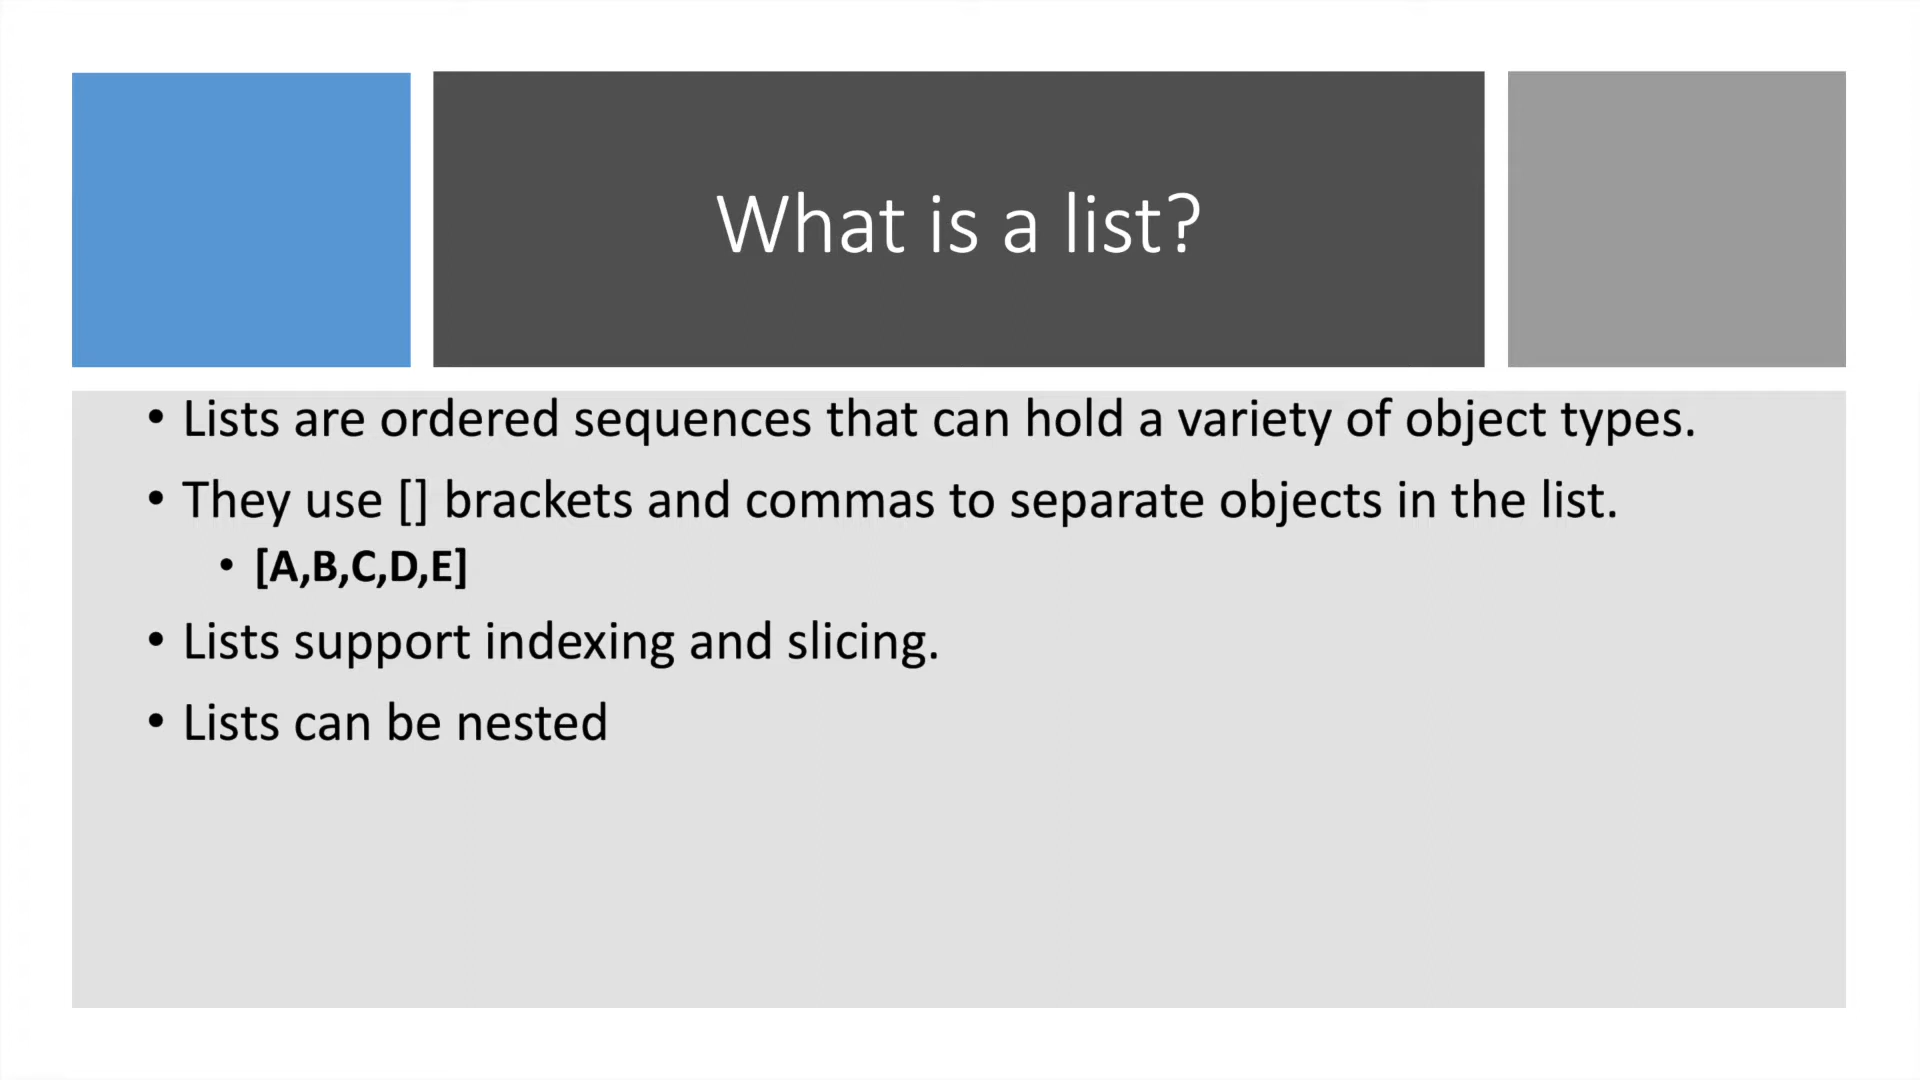 What is a list?
• Lists are ordered sequences that can hold a variety of object types.
• They use [] brackets and commas to separate objects in the list.
• [A,B,C,D,E]
• Lists support indexing and slicing.
• Lists can be nested